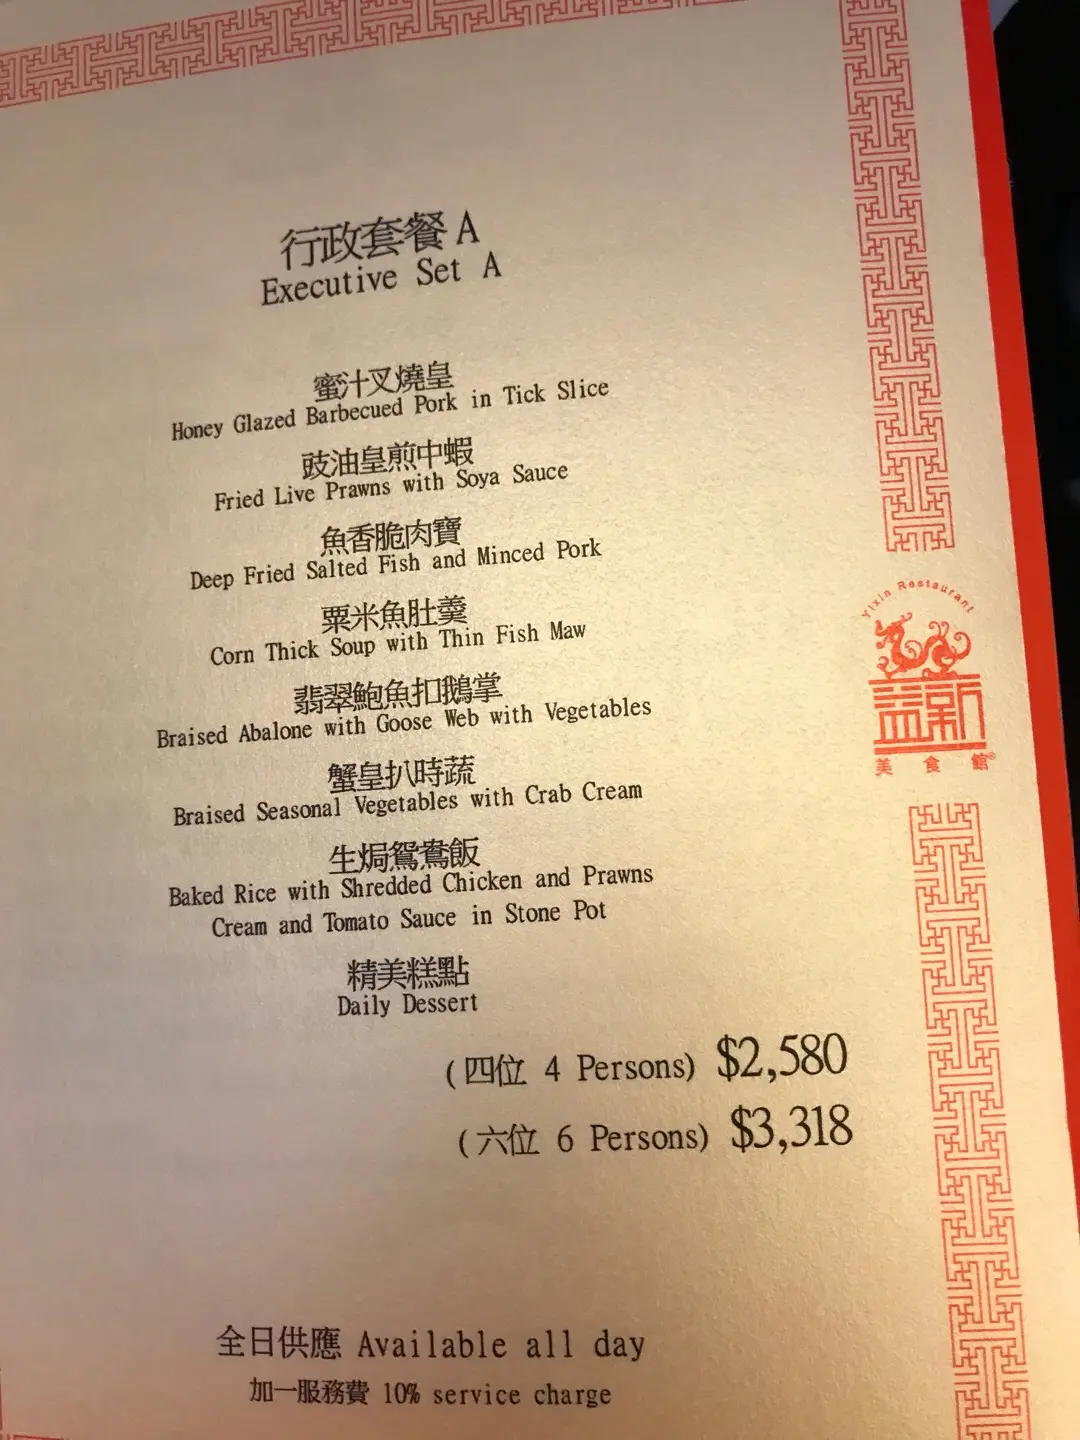 行政套餐 A
Executive Set A
蜜汁叉燒皇
Honey Glazed Barbecued Pork in Tick Slice
豉油皇煎中蝦
Fried Live Prawns with Soya Sauce
魚香脆肉寶
Deep Fried Salted Fish and Minced Pork
粟米魚肚羹
Corn Thick Soup with Thin Fish Maw
翡翠鮑魚扣鵝掌
Braised Abalone with Goose Web with Vegetables
蟹皇扒時蔬
Braised Seasonal Vegetables with Crab Cream
生焗鴛鴦飯
Baked Rice with Shredded Chicken and Prawns
Cream and Tomato Sauce in Stone Pot
精美糕點
Daily Dessert
(四位 4 Persons) $2,580
(六位 6 Persons) $3,318
全日供應 Available all day
加一服務費 10% service charge
Yixin Restaurant
益新
美食館®